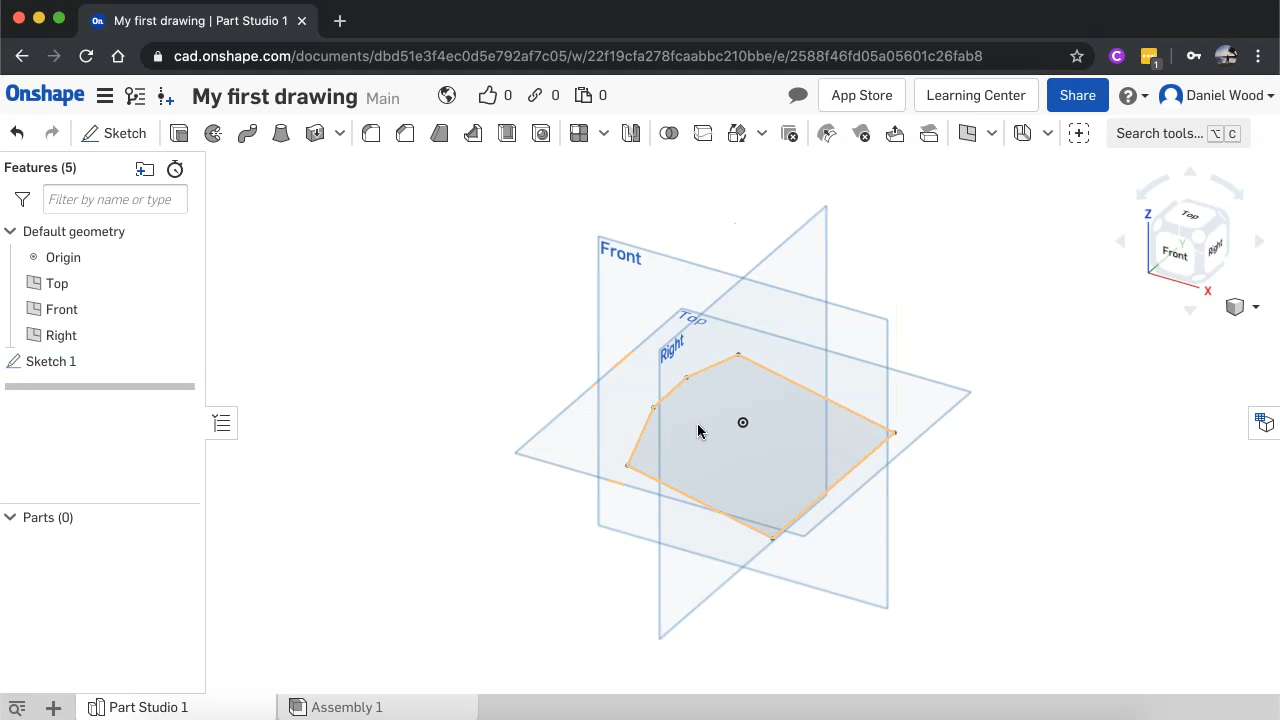 On My first drawing | Part Studio 1
cad.onshape.com/documents/dbd51e3f4ec0d5e792af7c05/w/22f19cfa278fcaabbc210bbe/e/2588f46fd05a05601c26fab8
C 1
Onshape My first drawing Main 0 0 0 App Store Learning Center Share Daniel Wood
Sketch Search tools... ⌥ C
Features (5)
Filter by name or type
Default geometry
Origin
Top
Front
Right
Sketch 1
Parts (0)
Front
Top
Right
Z Top
Y
Front Right
X
Part Studio 1 Assembly 1